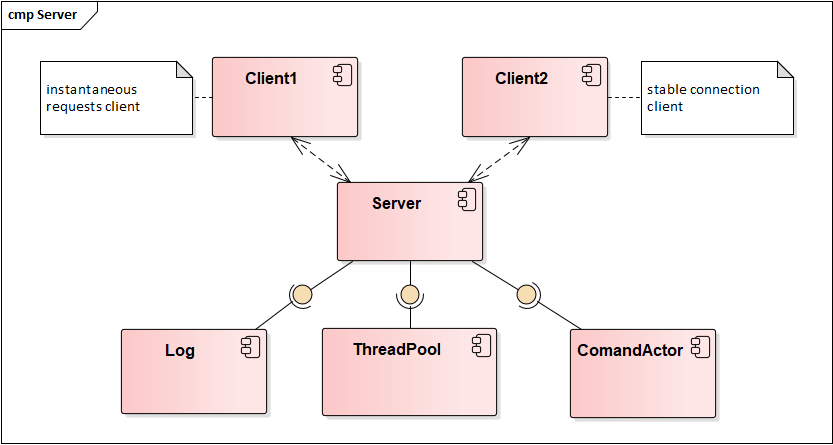 cmp Server
Client1
Client2
instantaneous
requests client
stable connection
client
Server
Log
ThreadPool
ComandActor